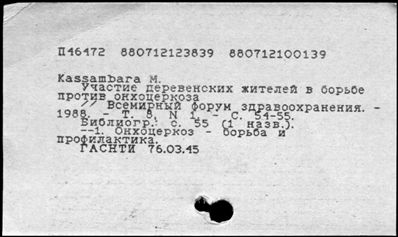 П46472 880712123839 880712100139
Kassambara M.
Участие деревенских жителей в борьбе
против онхоцеркоза
// Всемирный форум здравоохранения. -
1988. - Т. 8, N 1. - С. 54-55.
Библиогр.: с. 55 (1 назв.).
--1. Онхоцеркоз - борьба и
профилактика.
ГАСНТИ 76.03.45